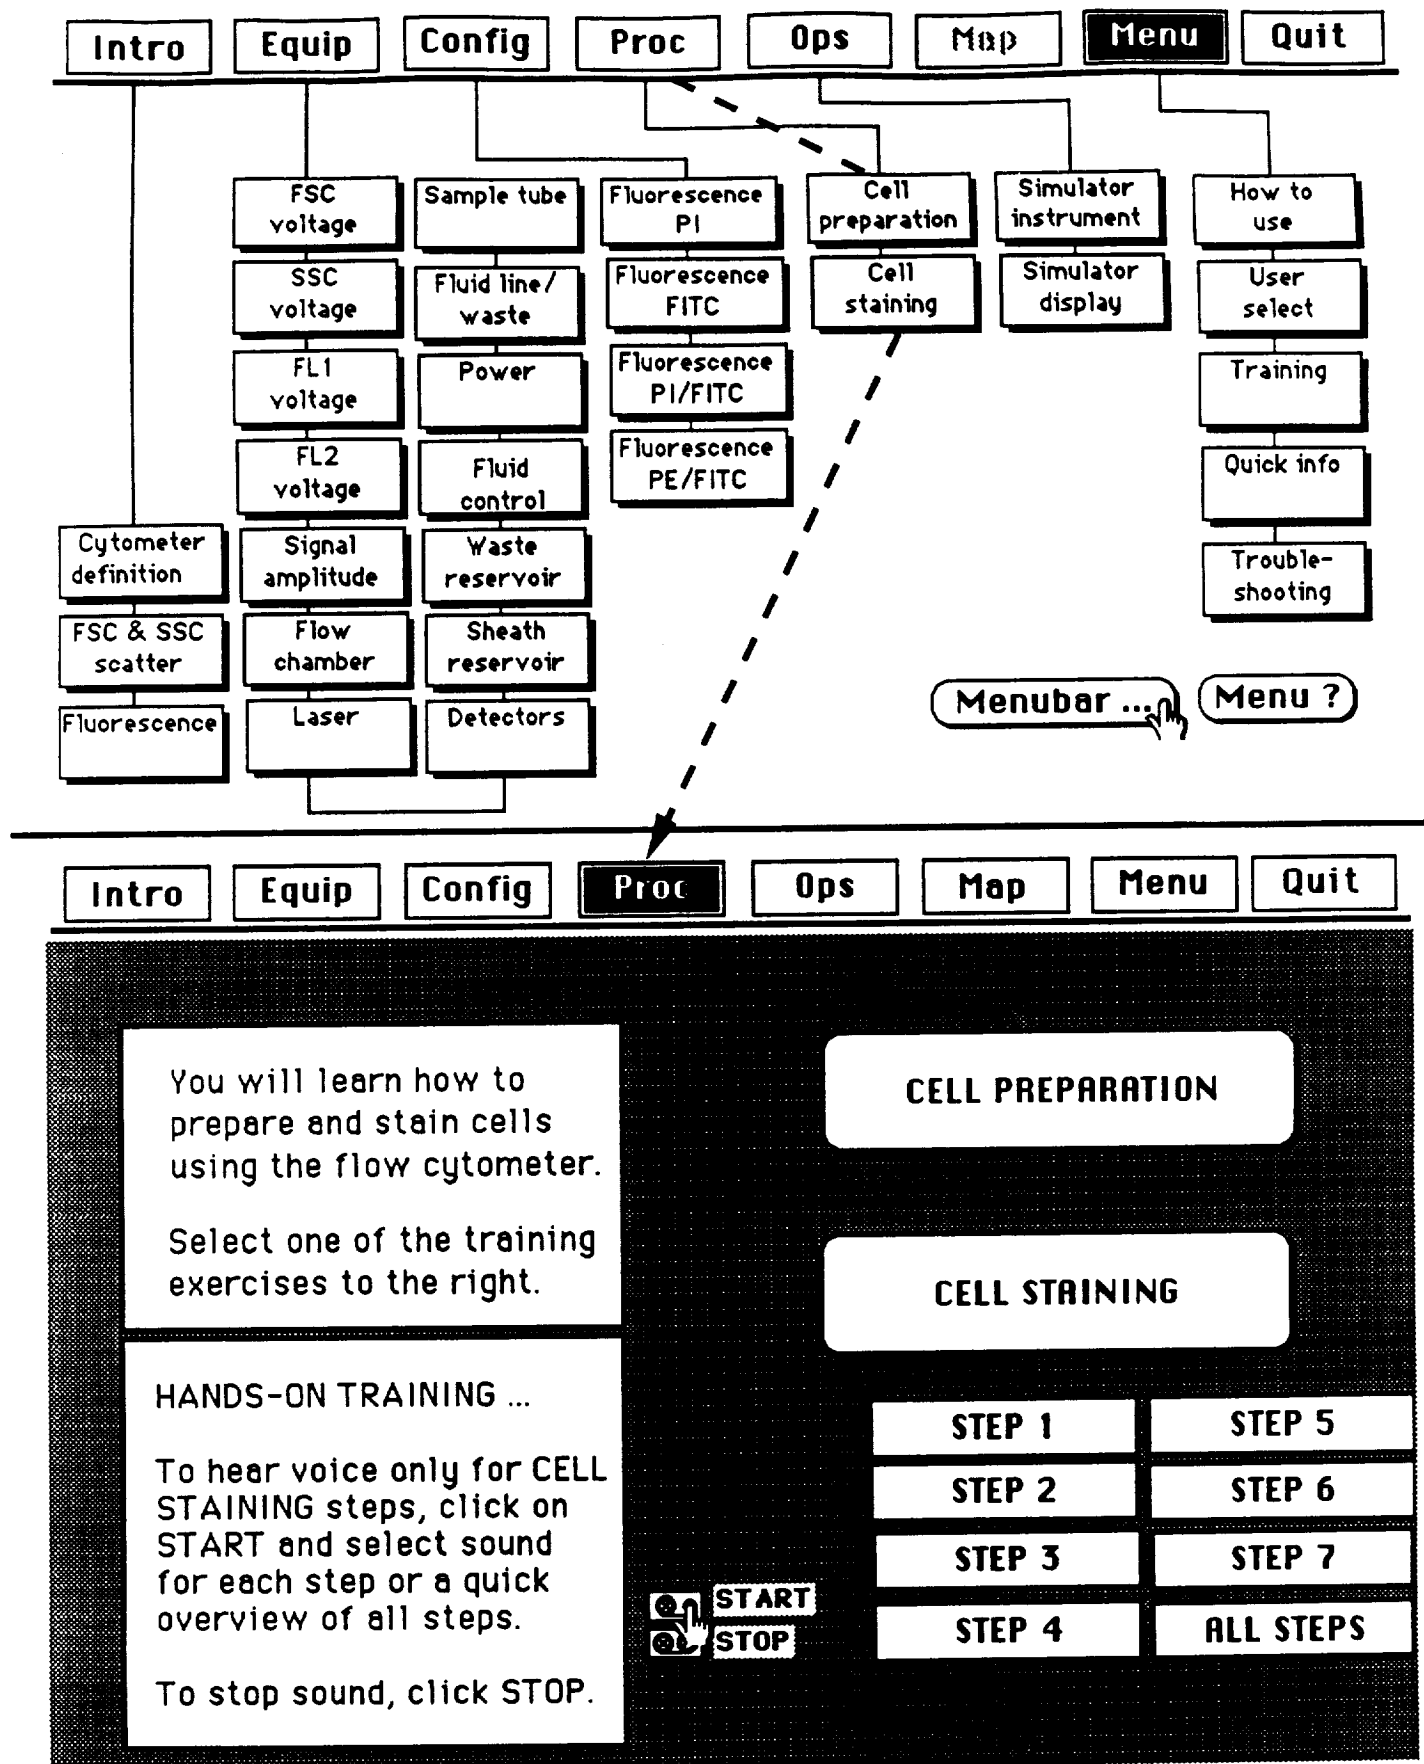 Intro
Equip
Config
Proc
Ops
Map
Menu
Quit
FSC
voltage
SSC
voltage
FL1
voltage
FL2
voltage
Signal
amplitude
Flow
chamber
Laser
Sample tube
Fluid line/
waste
Power
Fluid
control
Waste
reservoir
Sheath
reservoir
Detectors
Fluorescence
PI
Fluorescence
FITC
Fluorescence
PI/FITC
Fluorescence
PE/FITC
Cell
preparation
Cell
staining
Simulator
instrument
Simulator
display
How to
use
User
select
Training
Quick info
Trouble-
shooting
Cytometer
definition
FSC & SSC
scatter
Fluorescence
Menubar ...
Menu ?
Intro
Equip
Config
Proc
Ops
Map
Menu
Quit
You will learn how to
prepare and stain cells
using the flow cytometer.
Select one of the training
exercises to the right.
HANDS-ON TRAINING ...
To hear voice only for CELL
STAINING steps, click on
START and select sound
for each step or a quick
overview of all steps.
To stop sound, click STOP.
CELL PREPARATION
CELL STAINING
START
STOP
STEP 1
STEP 5
STEP 2
STEP 6
STEP 3
STEP 7
STEP 4
ALL STEPS